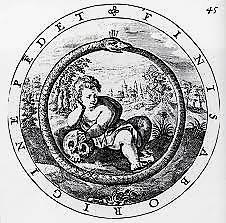 45
FINIS AB ORIGINE PEDET